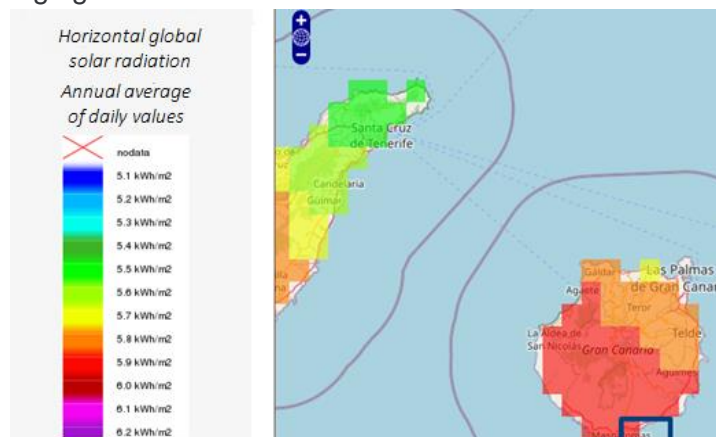 Horizontal global
solar radiation
Annual average
of daily values
nodata
5.1 kWh/m2
5.2 kWh/m2
5.3 kWh/m2
5.4 kWh/m2
5.5 kWh/m2
5.6 kWh/m2
5.7 kWh/m2
5.8 kWh/m2
5.9 kWh/m2
6.0 kWh/m2
6.1 kWh/m2
6.2 kWh/m2
+
−
Santa Cruz
de Tenerife
Candelaria
Güímar
Las Palmas
de Gran Canar
Gáldar
Agaete
Teror
La Aldea de
San Nicolás
Gran Canaria
Telde
Agüimes